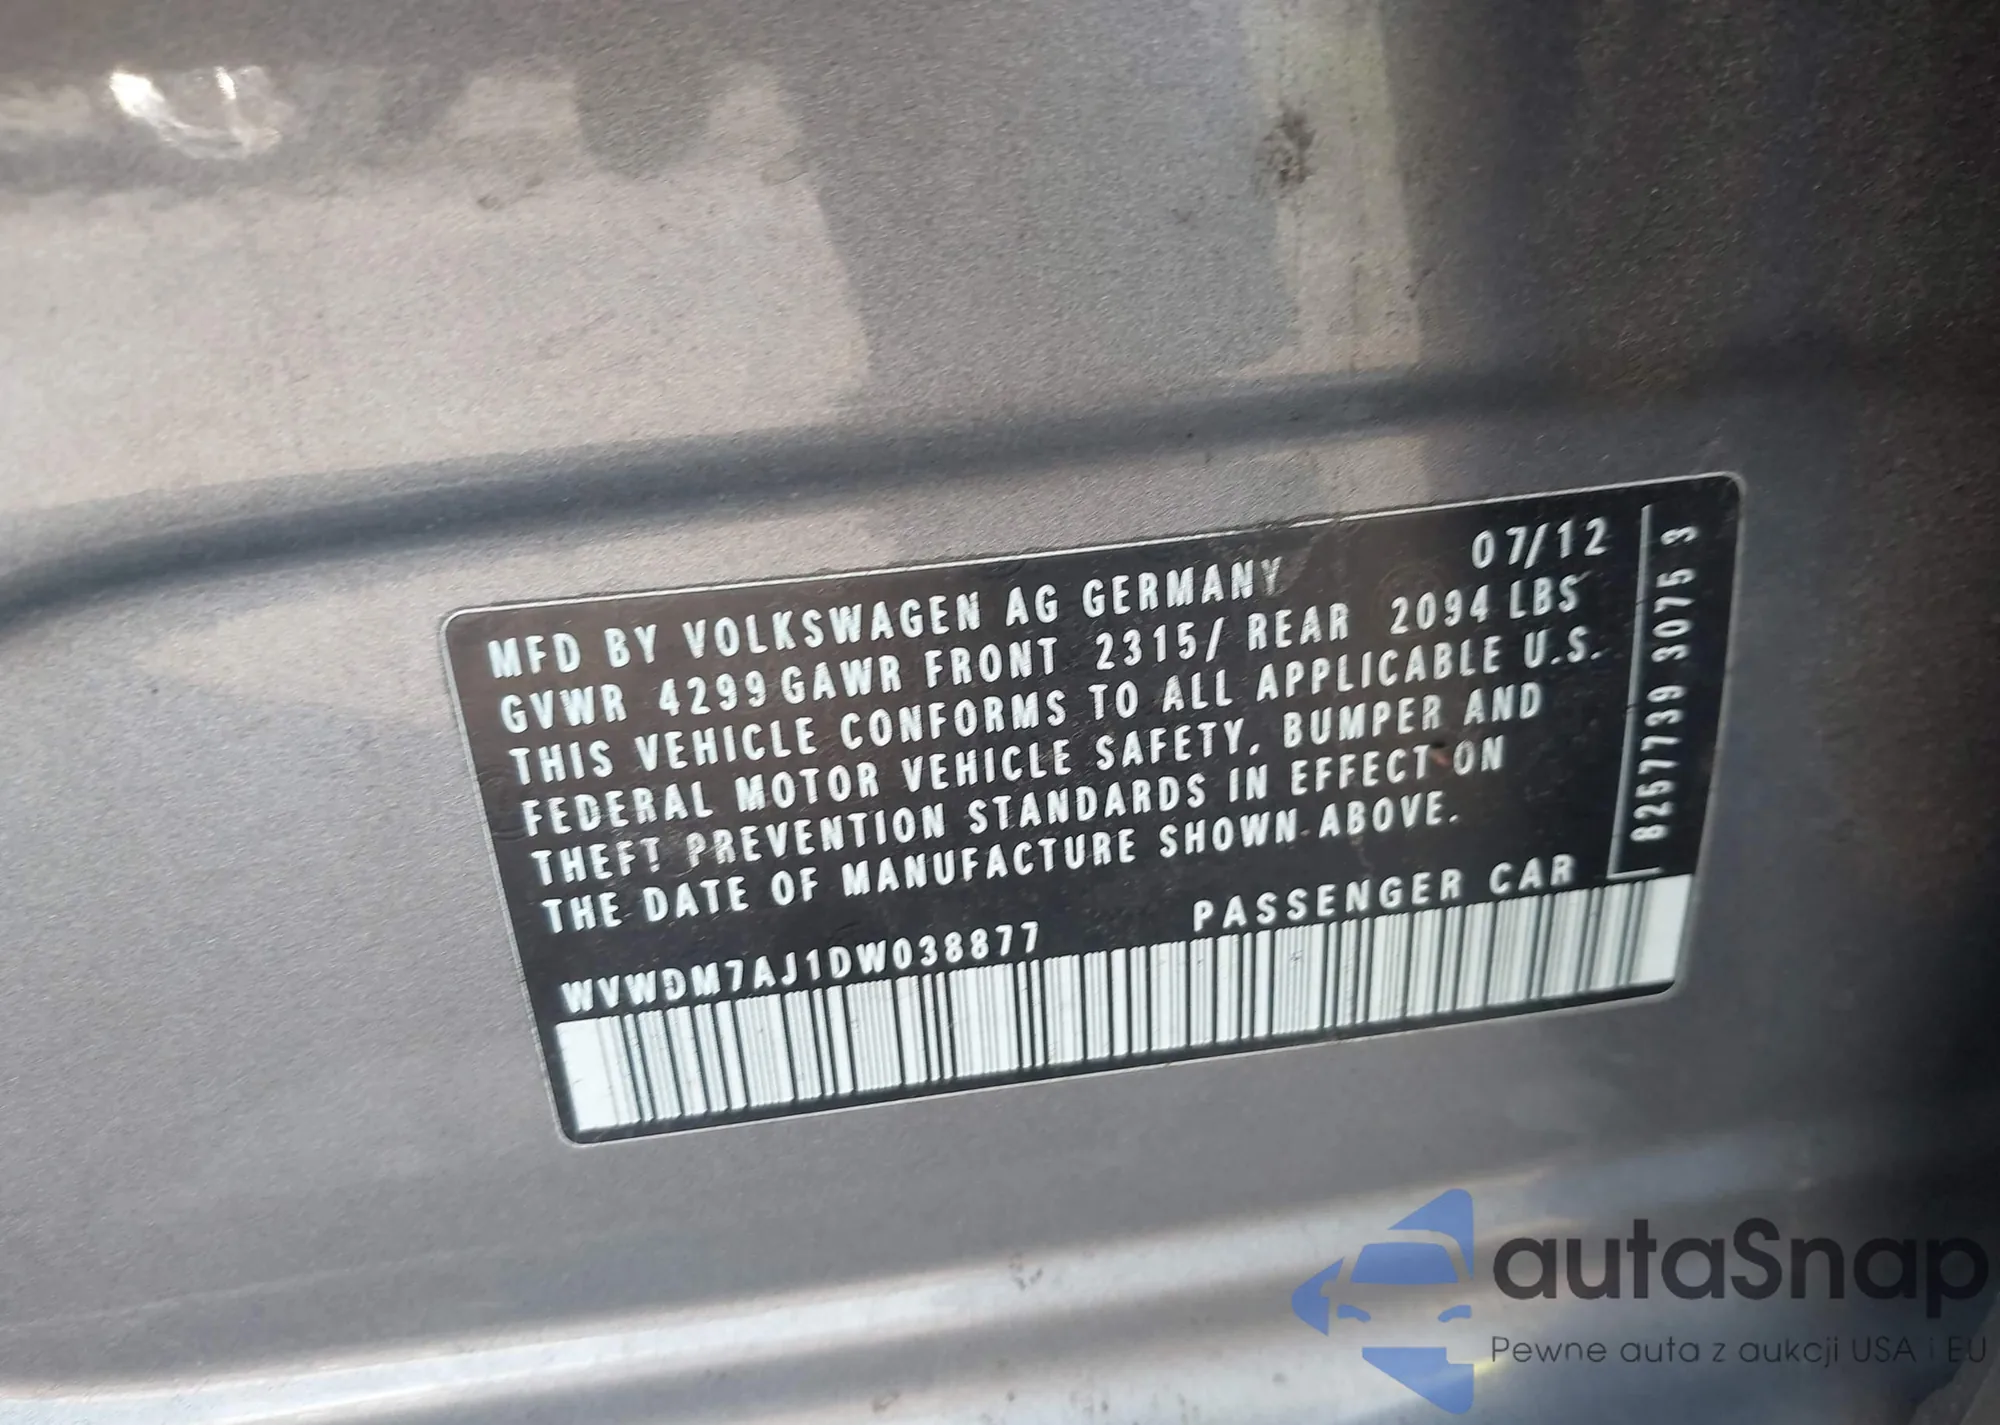 MFD BY VOLKSWAGEN AG GERMANY 07/12
GVWR 4299 GAWR FRONT 2315/ REAR 2094 LBS
THIS VEHICLE CONFORMS TO ALL APPLICABLE U.S.
FEDERAL MOTOR VEHICLE SAFETY, BUMPER AND
THEFT PREVENTION STANDARDS IN EFFECT ON
THE DATE OF MANUFACTURE SHOWN ABOVE.
WVWDM7AJ1DW038877 PASSENGER CAR
8257739 3075 3
autaSnap
Pewne auta z aukcji USA i EU